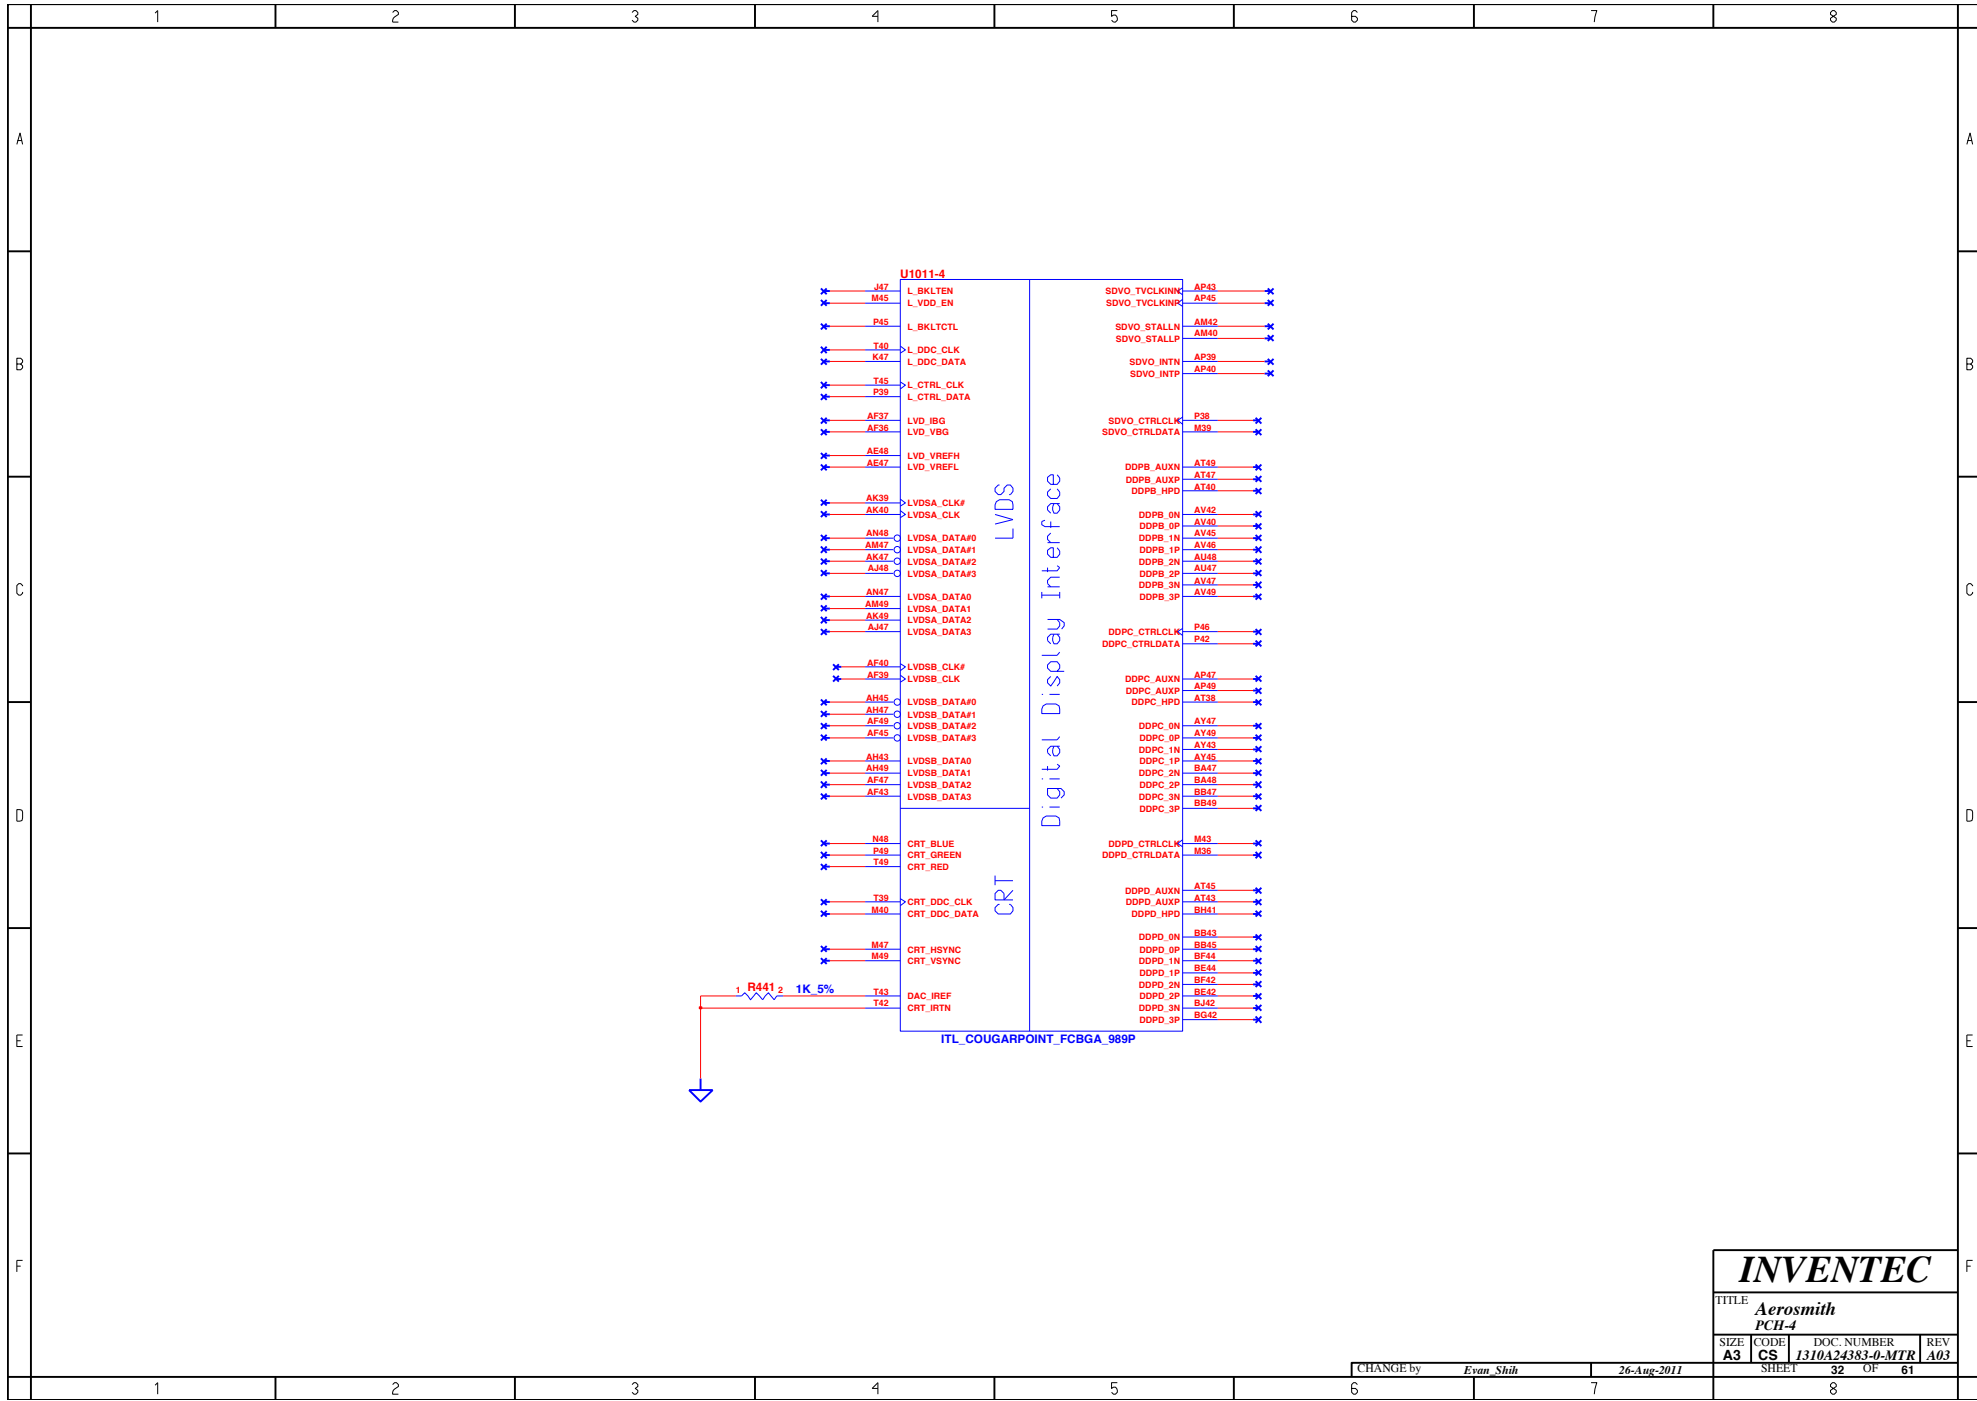 1 2 3 4 5 6 7 8
A A
B B
C C
D D
E E
F F
U1011-4
J47 L_BKLTEN
M45 L_VDD_EN
P45 L_BKLTCTL
T40 L_DDC_CLK
K47 L_DDC_DATA
T45 L_CTRL_CLK
P39 L_CTRL_DATA
AF37 LVD_IBG
AF36 LVD_VBG
AE48 LVD_VREFH
AE47 LVD_VREFL
AK39 LVDSA_CLK#
AK40 LVDSA_CLK
AN48 LVDSA_DATA#0
AM47 LVDSA_DATA#1
AK47 LVDSA_DATA#2
AJ48 LVDSA_DATA#3
AN47 LVDSA_DATA0
AM49 LVDSA_DATA1
AK49 LVDSA_DATA2
AJ47 LVDSA_DATA3
AF40 LVDSB_CLK#
AF39 LVDSB_CLK
AH45 LVDSB_DATA#0
AH47 LVDSB_DATA#1
AF49 LVDSB_DATA#2
AF45 LVDSB_DATA#3
AH43 LVDSB_DATA0
AH49 LVDSB_DATA1
AF47 LVDSB_DATA2
AF43 LVDSB_DATA3
N48 CRT_BLUE
P49 CRT_GREEN
T49 CRT_RED
T39 CRT_DDC_CLK
M40 CRT_DDC_DATA
M47 CRT_HSYNC
M49 CRT_VSYNC
1 R441 2 1K_5% T43 DAC_IREF
T42 CRT_IRTN
LVDS
CRT
Digital Display Interface
SDVO_TVCLKINN AP43
SDVO_TVCLKINP AP45
SDVO_STALLN AM42
SDVO_STALLP AM40
SDVO_INTN AP39
SDVO_INTP AP40
SDVO_CTRLCLK P38
SDVO_CTRLDATA M39
DDPB_AUXN AT49
DDPB_AUXP AT47
DDPB_HPD AT40
DDPB_0N AV42
DDPB_0P AV40
DDPB_1N AV45
DDPB_1P AV46
DDPB_2N AU48
DDPB_2P AU47
DDPB_3N AV47
DDPB_3P AV49
DDPC_CTRLCLK P46
DDPC_CTRLDATA P42
DDPC_AUXN AP47
DDPC_AUXP AP49
DDPC_HPD AT38
DDPC_0N AY47
DDPC_0P AY49
DDPC_1N AY43
DDPC_1P AY45
DDPC_2N BA47
DDPC_2P BA48
DDPC_3N BB47
DDPC_3P BB49
DDPD_CTRLCLK M43
DDPD_CTRLDATA M36
DDPD_AUXN AT45
DDPD_AUXP AT43
DDPD_HPD BH41
DDPD_0N BB43
DDPD_0P BB45
DDPD_1N BF44
DDPD_1P BE44
DDPD_2N BF42
DDPD_2P BE42
DDPD_3N BJ42
DDPD_3P BG42
ITL_COUGARPOINT_FCBGA_989P
INVENTEC
TITLE Aerosmith
PCH-4
SIZE CODE DOC. NUMBER REV
A3 CS 1310A24383-0-MTR A03
CHANGE by Evan_Shih 26-Aug-2011 SHEET 32 OF 61
1 2 3 4 5 6 7 8